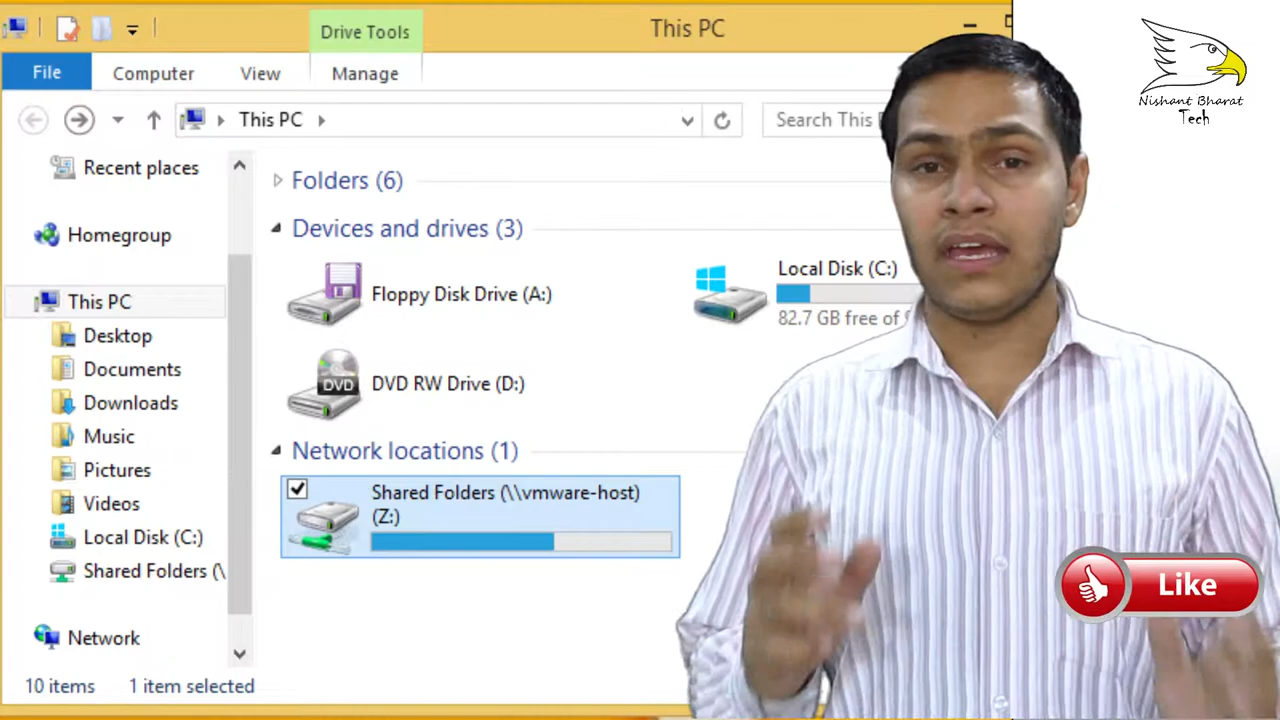 Drive Tools
This PC
File
Computer
View
Manage
This PC
Search This
Recent places
Homegroup
This PC
Desktop
Documents
Downloads
Music
Pictures
Videos
Local Disk (C:)
Shared Folders (\
Network
Folders (6)
Devices and drives (3)
Floppy Disk Drive (A:)
Local Disk (C:)
82.7 GB free of
DVD
DVD RW Drive (D:)
Network locations (1)
Shared Folders (\\vmware-host)
(Z:)
10 items
1 item selected
Nishant Bharat
Tech
Like